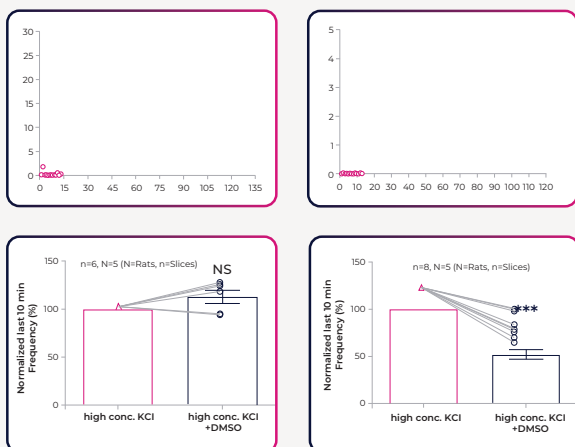 30
25
20
15
10
5
0
0 15 30 45 60 75 90 105 120 135
5
4
3
2
1
0
0 10 20 30 40 50 60 70 80 90 100 110 120
Normalized last 10 min
Frequency (%)
150
100
50
0
n=6, N=5 (N=Rats, n=Slices)
NS
high conc. KCl
high conc. KCl
+DMSO
Normalized last 10 min
Frequency (%)
150
100
50
0
n=8, N=5 (N=Rats, n=Slices)
***
high conc. KCl
high conc. KCl
+DMSO